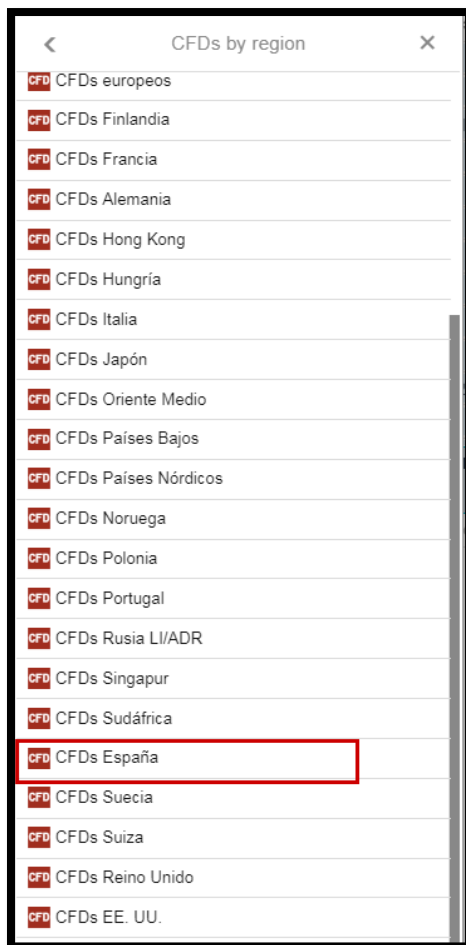 CFDs by region
CFD CFDs europeos
CFD CFDs Finlandia
CFD CFDs Francia
CFD CFDs Alemania
CFD CFDs Hong Kong
CFD CFDs Hungría
CFD CFDs Italia
CFD CFDs Japón
CFD CFDs Oriente Medio
CFD CFDs Países Bajos
CFD CFDs Países Nórdicos
CFD CFDs Noruega
CFD CFDs Polonia
CFD CFDs Portugal
CFD CFDs Rusia LI/ADR
CFD CFDs Singapur
CFD CFDs Sudáfrica
CFD CFDs España
CFD CFDs Suecia
CFD CFDs Suiza
CFD CFDs Reino Unido
CFD CFDs EE. UU.